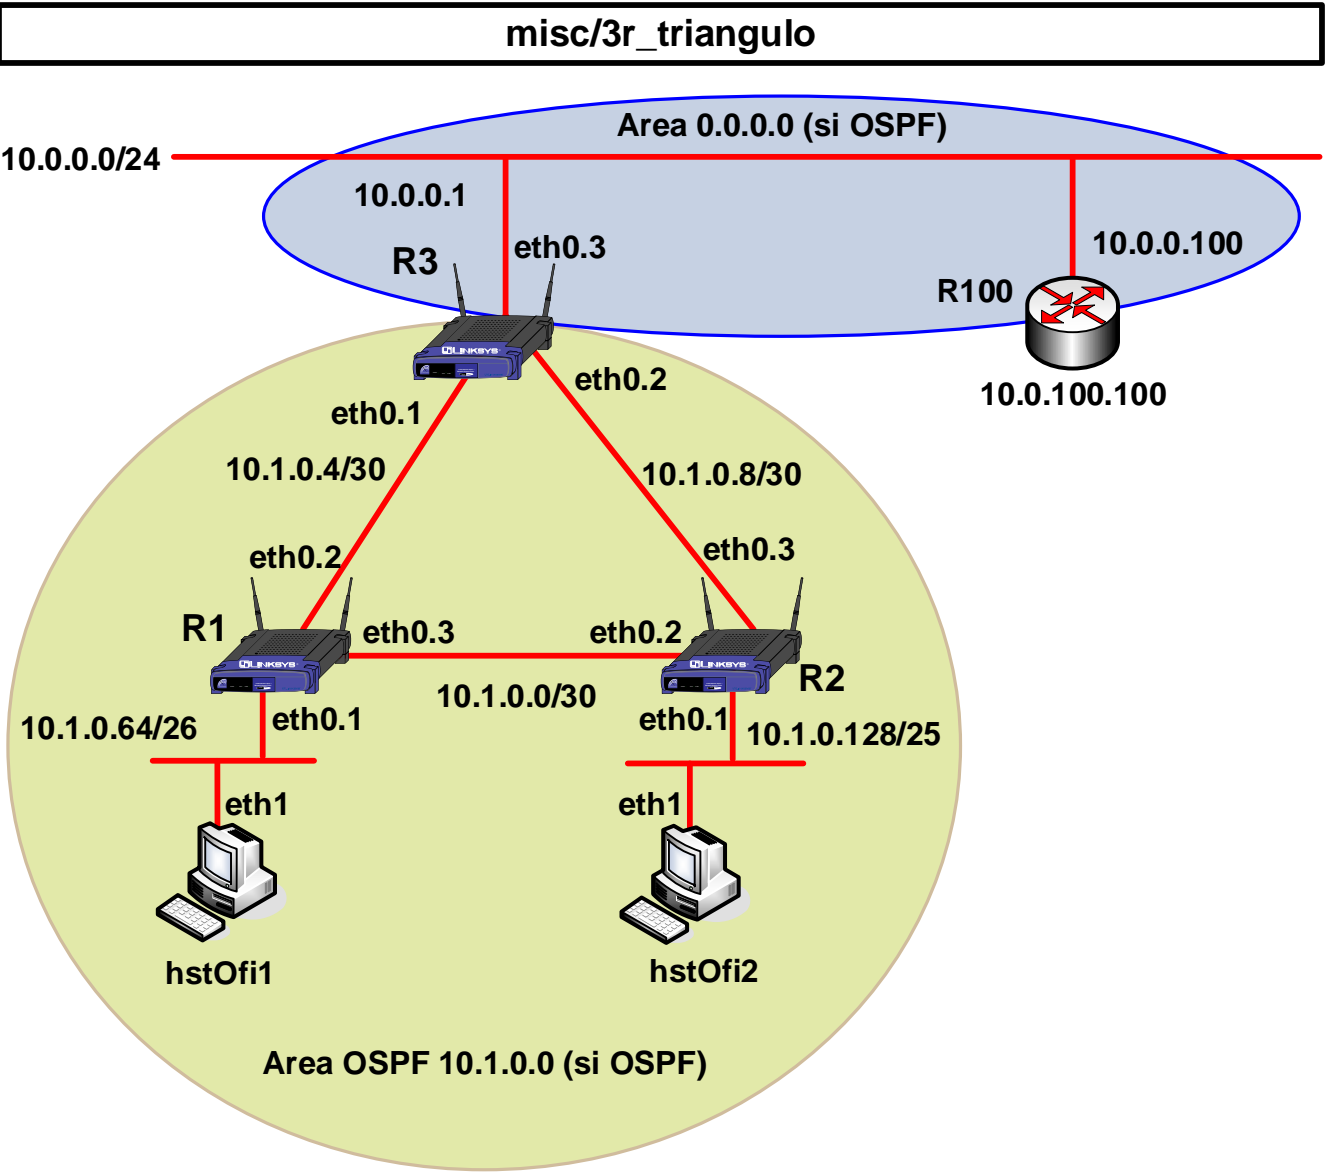 misc/3r_triangulo
Area 0.0.0.0 (si OSPF)
10.0.0.0/24
10.0.0.1
eth0.3
10.0.0.100
R3
R100
LINKSYS
eth0.2
10.0.100.100
eth0.1
10.1.0.4/30
10.1.0.8/30
eth0.2
eth0.3
R1
eth0.3
eth0.2
LINKSYS
LINKSYS
R2
10.1.0.0/30
10.1.0.64/26
eth0.1
eth0.1
10.1.0.128/25
eth1
eth1
hstOfi1
hstOfi2
Area OSPF 10.1.0.0 (si OSPF)